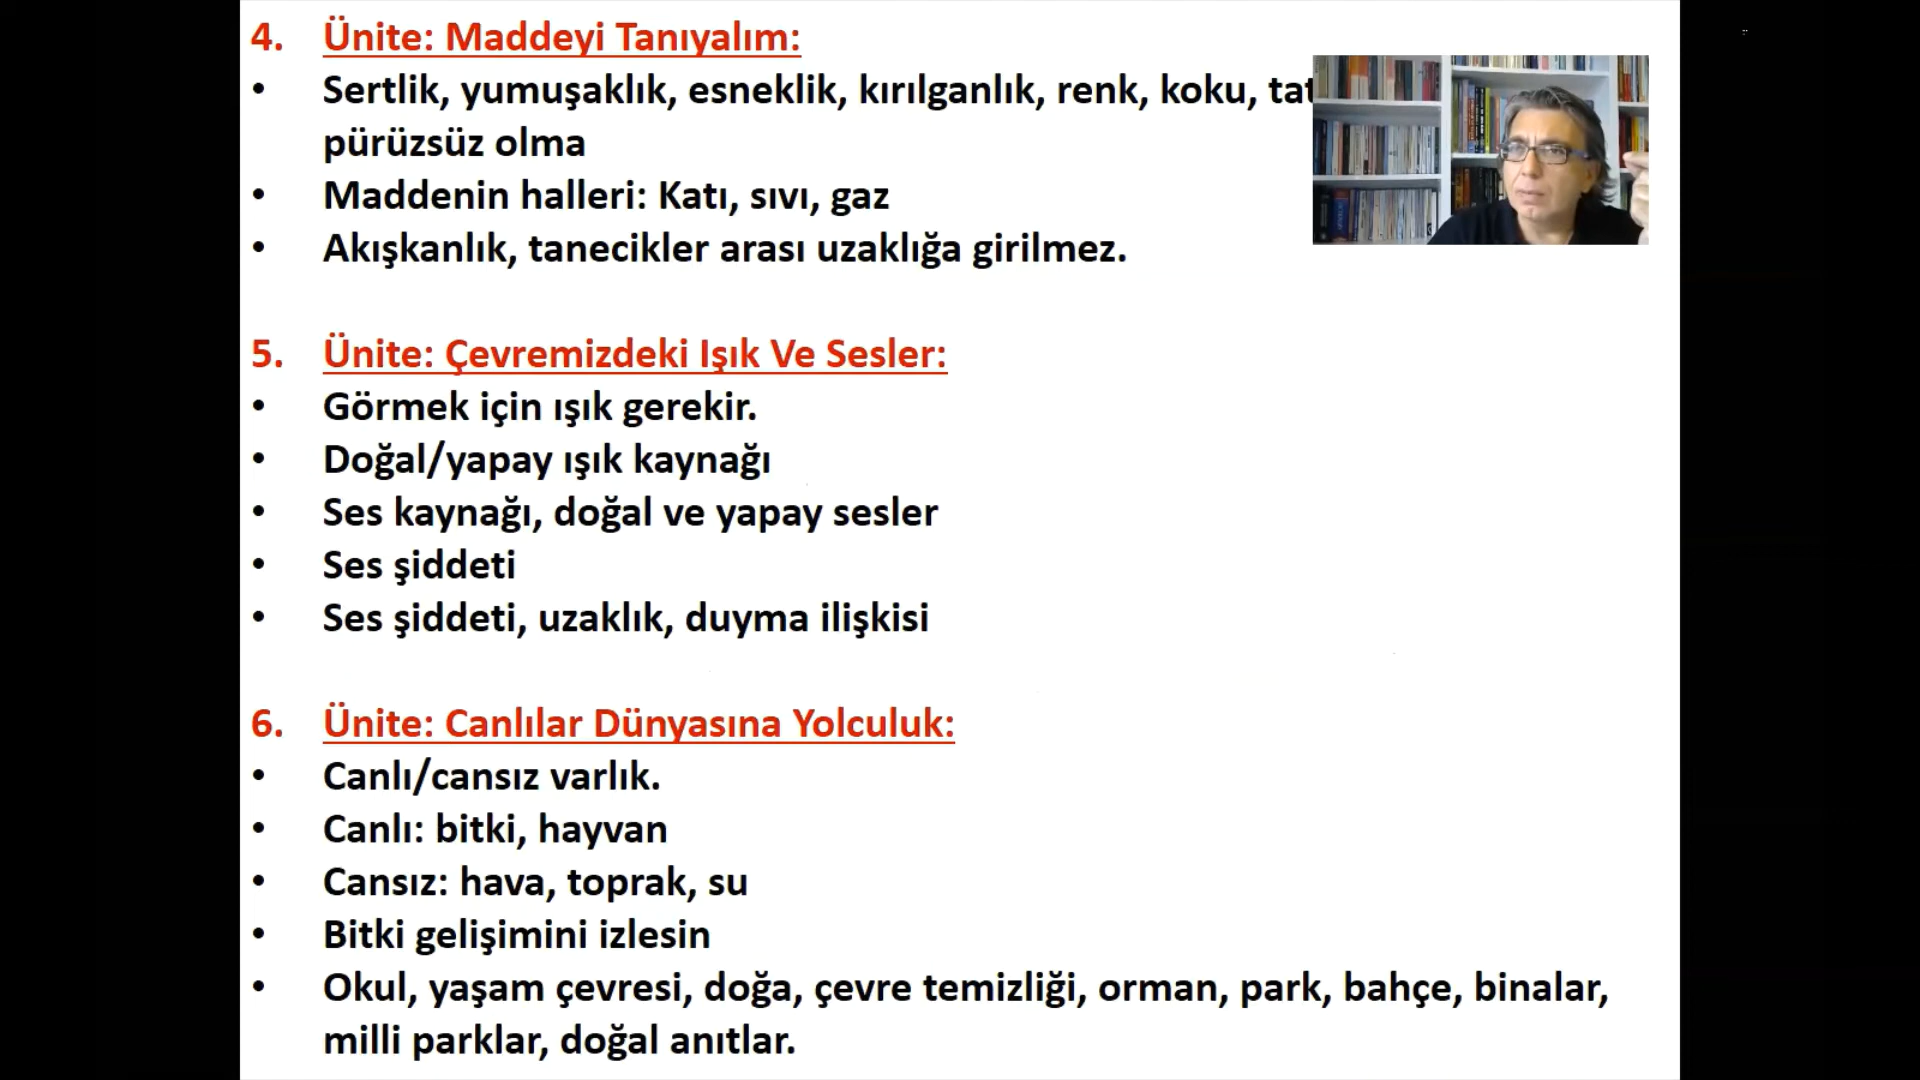 4. Ünite: Maddeyi Tanıyalım:
• Sertlik, yumuşaklık, esneklik, kırılganlık, renk, koku, tat
pürüzsüz olma
• Maddenin halleri: Katı, sıvı, gaz
• Akışkanlık, tanecikler arası uzaklığa girilmez.
5. Ünite: Çevremizdeki Işık Ve Sesler:
• Görmek için ışık gerekir.
• Doğal/yapay ışık kaynağı
• Ses kaynağı, doğal ve yapay sesler
• Ses şiddeti
• Ses şiddeti, uzaklık, duyma ilişkisi
6. Ünite: Canlılar Dünyasına Yolculuk:
• Canlı/cansız varlık.
• Canlı: bitki, hayvan
• Cansız: hava, toprak, su
• Bitki gelişimini izlesin
• Okul, yaşam çevresi, doğa, çevre temizliği, orman, park, bahçe, binalar,
milli parklar, doğal anıtlar.